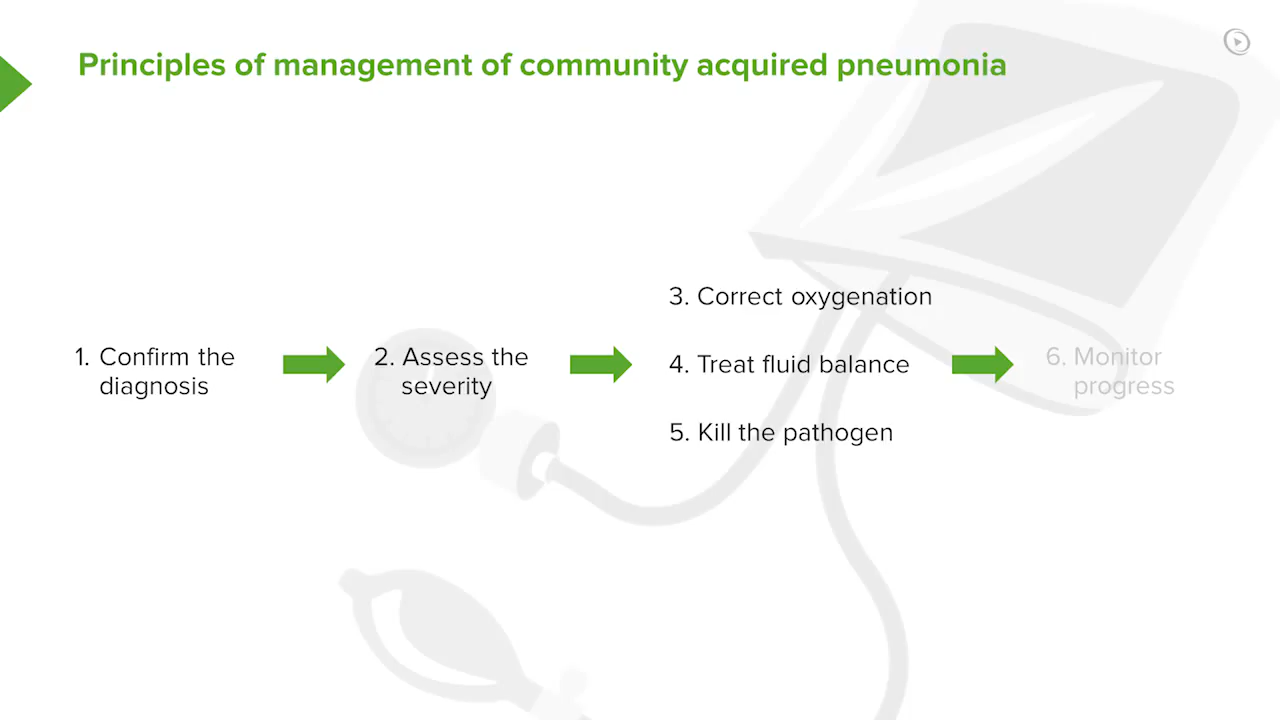 Principles of management of community acquired pneumonia
1. Confirm the
diagnosis
2. Assess the
severity
3. Correct oxygenation
4. Treat fluid balance
5. Kill the pathogen
6. Monitor
progress